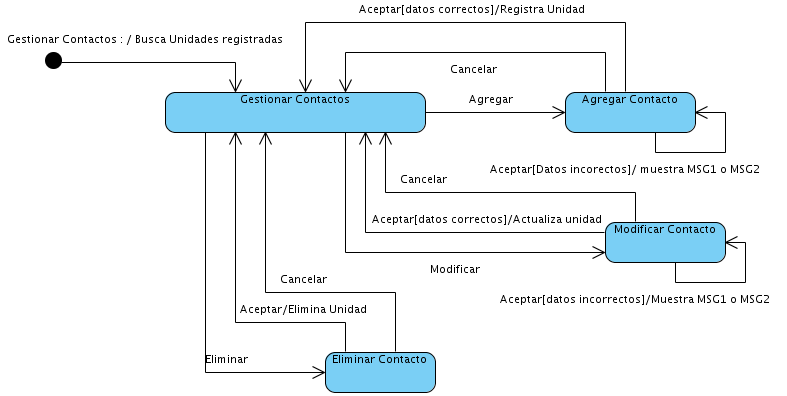 Aceptar[datos correctos]/Registra Unidad
Gestionar Contactos : / Busca Unidades registradas
Cancelar
Gestionar Contactos
Agregar
Agregar Contacto
Aceptar[Datos incorectos]/ muestra MSG1 o MSG2
Cancelar
Aceptar[datos correctos]/Actualiza unidad
Modificar Contacto
Modificar
Cancelar
Aceptar[datos incorrectos]/Muestra MSG1 o MSG2
Aceptar/Elimina Unidad
Eliminar
Eliminar Contacto